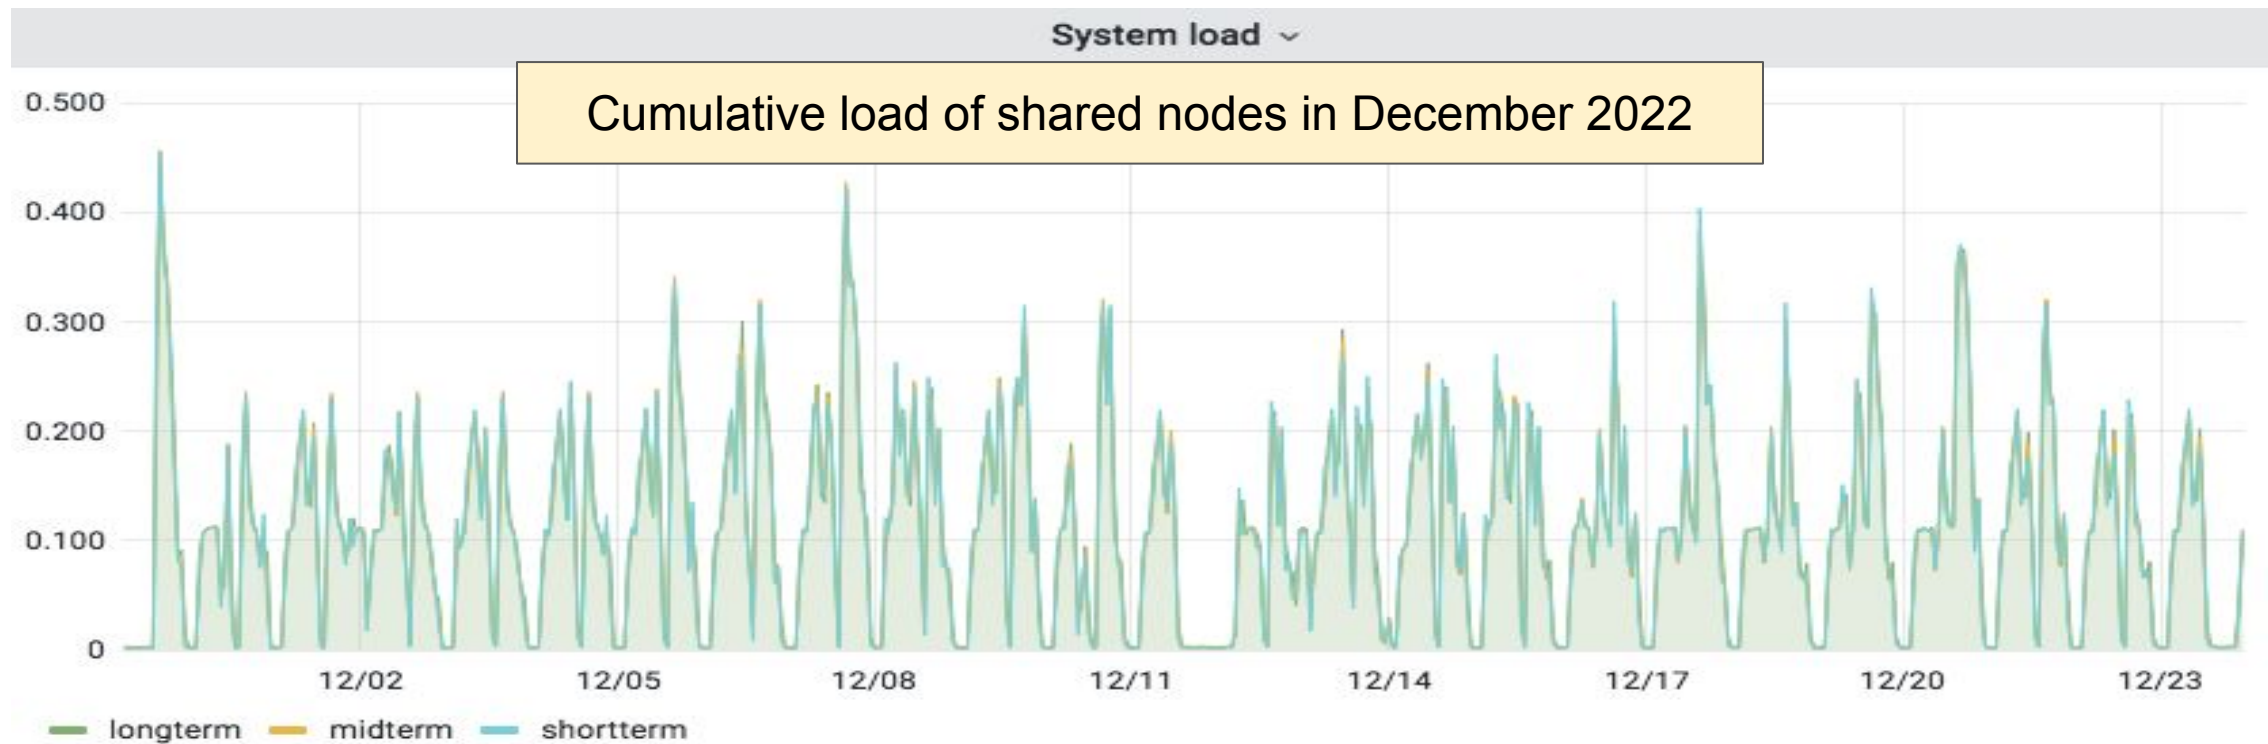 System load
Cumulative load of shared nodes in December 2022
0.500
0.400
0.300
0.200
0.100
0
12/02 12/05 12/08 12/11 12/14 12/17 12/20 12/23
longterm midterm shortterm